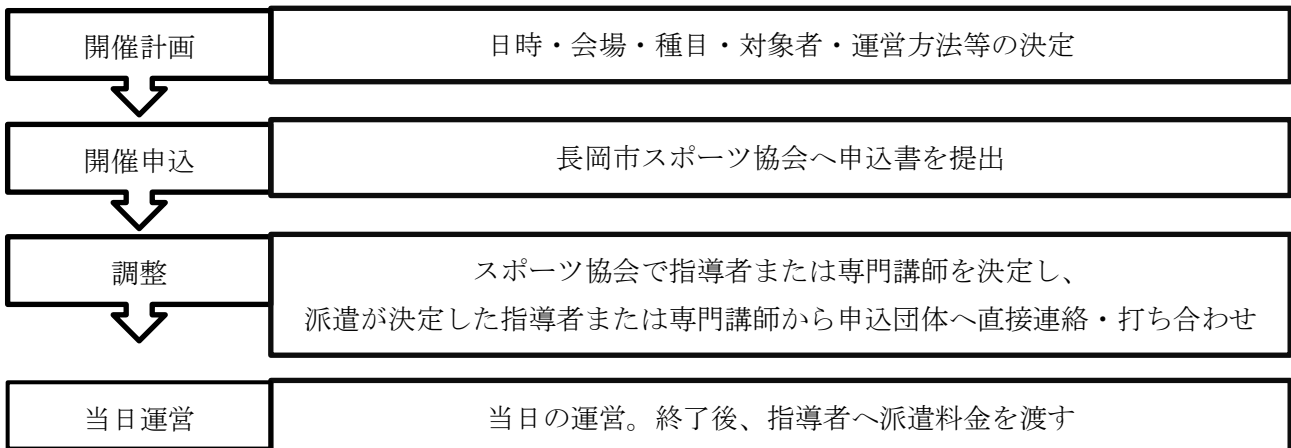 開催計画
日時・会場・種目・対象者・運営方法等の決定
開催申込
長岡市スポーツ協会へ申込書を提出
調整
スポーツ協会で指導者または専門講師を決定し、
派遣が決定した指導者または専門講師から申込団体へ直接連絡・打ち合わせ
当日運営
当日の運営。終了後、指導者へ派遣料金を渡す